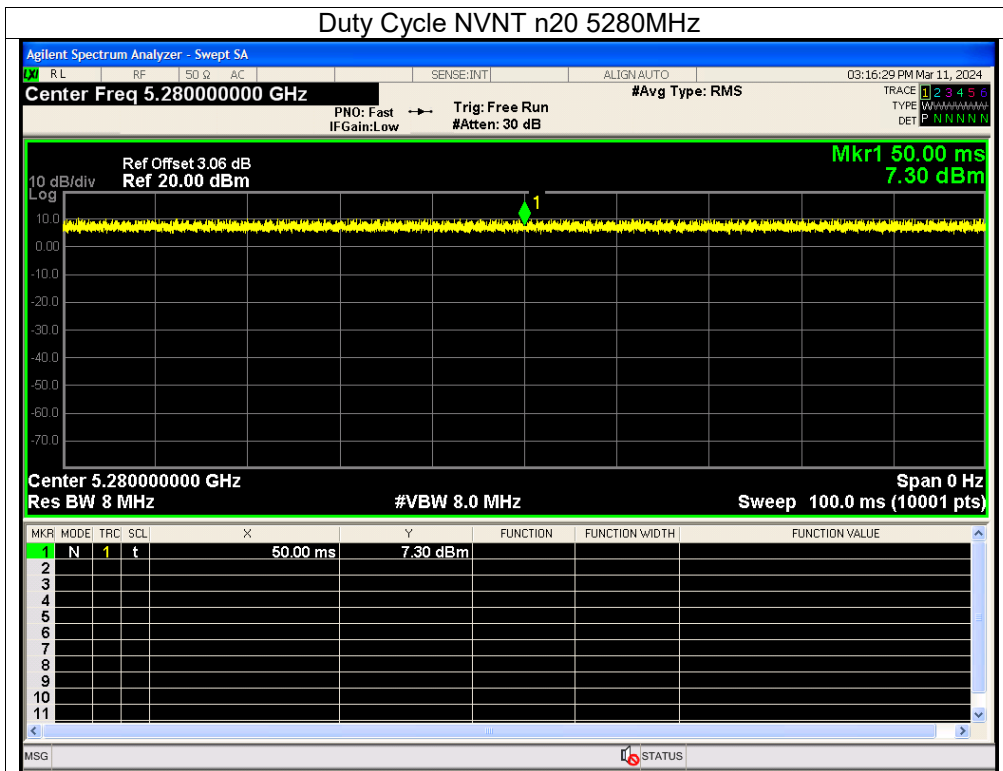 Duty Cycle NVNT n20 5280MHz
Agilent Spectrum Analyzer - Swept SA
LXI RL RF 50 Ω AC SENSE:INT ALIGNAUTO 03:16:29 PM Mar 11, 2024
Center Freq 5.280000000 GHz #Avg Type: RMS TRACE 1 2 3 4 5 6
PNO: Fast Trig: Free Run TYPE WWWWWW
IFGain:Low #Atten: 30 dB DET P N N N N N
Mkr1 50.00 ms
Ref Offset 3.06 dB
10 dB/div Ref 20.00 dBm 7.30 dBm
Log
1
10.0
0.00
-10.0
-20.0
-30.0
-40.0
-50.0
-60.0
-70.0
Center 5.280000000 GHz Span 0 Hz
Res BW 8 MHz #VBW 8.0 MHz Sweep 100.0 ms (10001 pts)
MKR MODE TRC SCL X Y FUNCTION FUNCTION WIDTH FUNCTION VALUE
1 N 1 t 50.00 ms 7.30 dBm
2
3
4
5
6
7
8
9
10
11
MSG STATUS